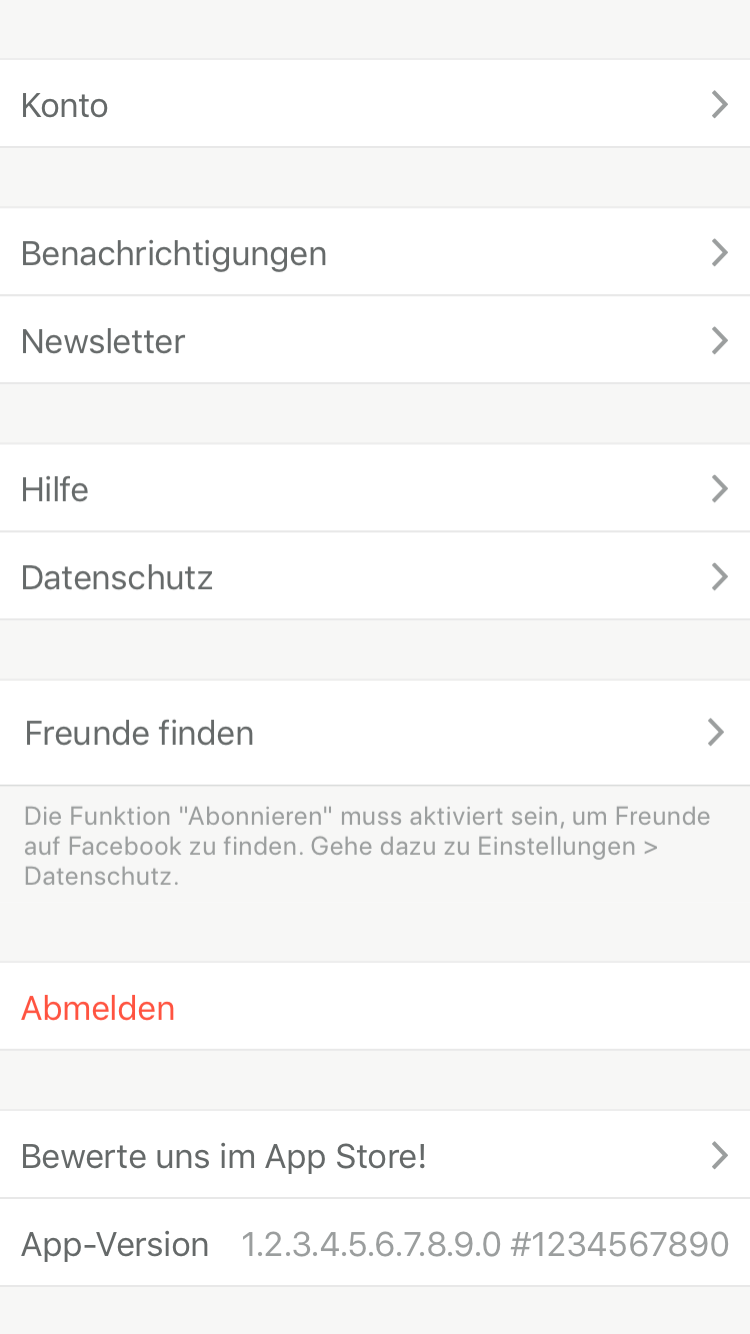 Konto
Benachrichtigungen
Newsletter
Hilfe
Datenschutz
Freunde finden
Die Funktion "Abonnieren" muss aktiviert sein, um Freunde
auf Facebook zu finden. Gehe dazu zu Einstellungen >
Datenschutz.
Abmelden
Bewerte uns im App Store!
App-Version 1.2.3.4.5.6.7.8.9.0 #1234567890